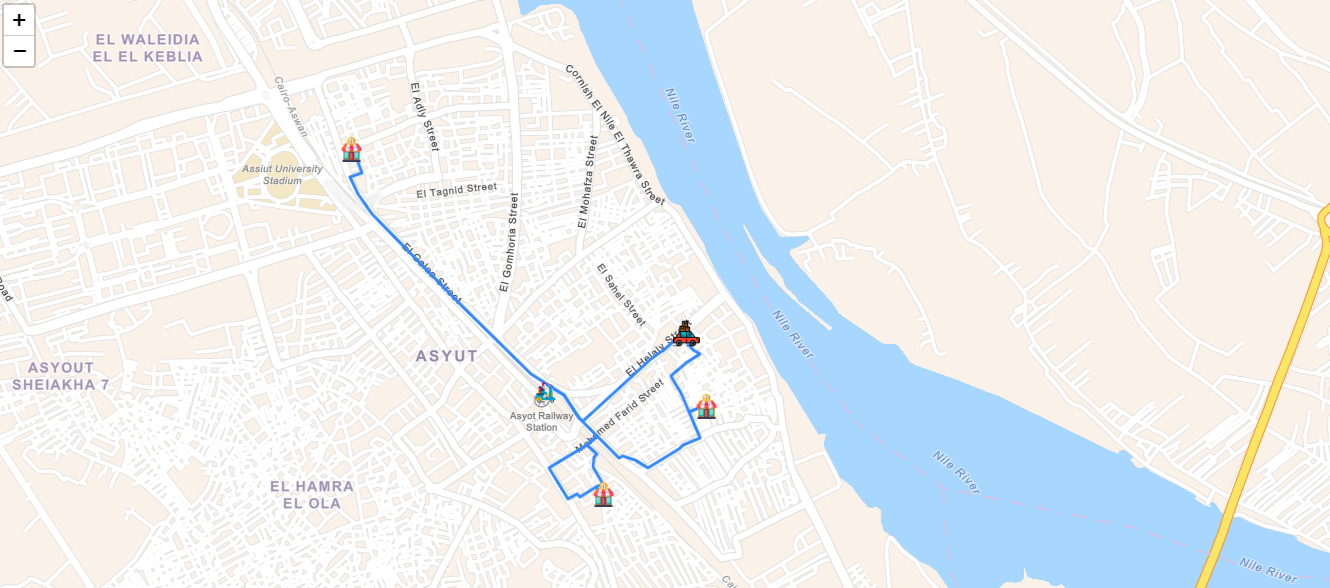 +
−
EL WALEIDIA
EL EL KEBLIA
Cairo-Aswan
El Adly Street
Cornish El Nile El Thawra Street
Nile River
Assiut University
Stadium
El Tagnid Street
El Mohafza Street
El Gomhoria Street
El Galaa Street
El Sahel Street
Nile River
oad
ASYOUT
SHEIAKHA 7
ASYUT
El Helaly Str
Asyot Railway
Station
med Farid Street
EL HAMRA
EL OLA
Nile River
Nile River
Ca